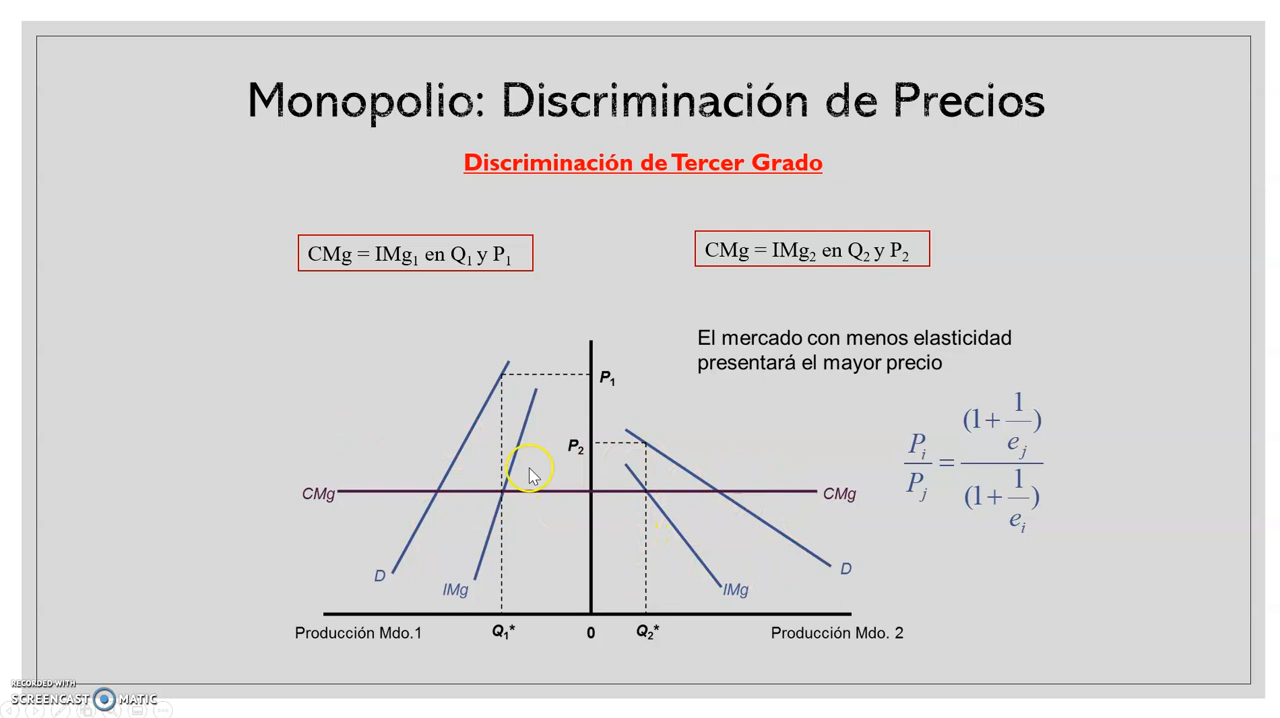 Monopolio: Discriminación de Precios
Discriminación de Tercer Grado
CMg = IMg₁ en Q₁ y P₁
CMg = IMg₂ en Q₂ y P₂
El mercado con menos elasticidad
presentará el mayor precio
P₁
P₂
CMg
CMg
D
IMg
IMg
D
Producción Mdo.1
Q₁*
0
Q₂*
Producción Mdo. 2
Pᵢ/Pⱼ = (1+1/eⱼ)/(1+1/eᵢ)
RECORDED WITH
SCREENCAST MATIC